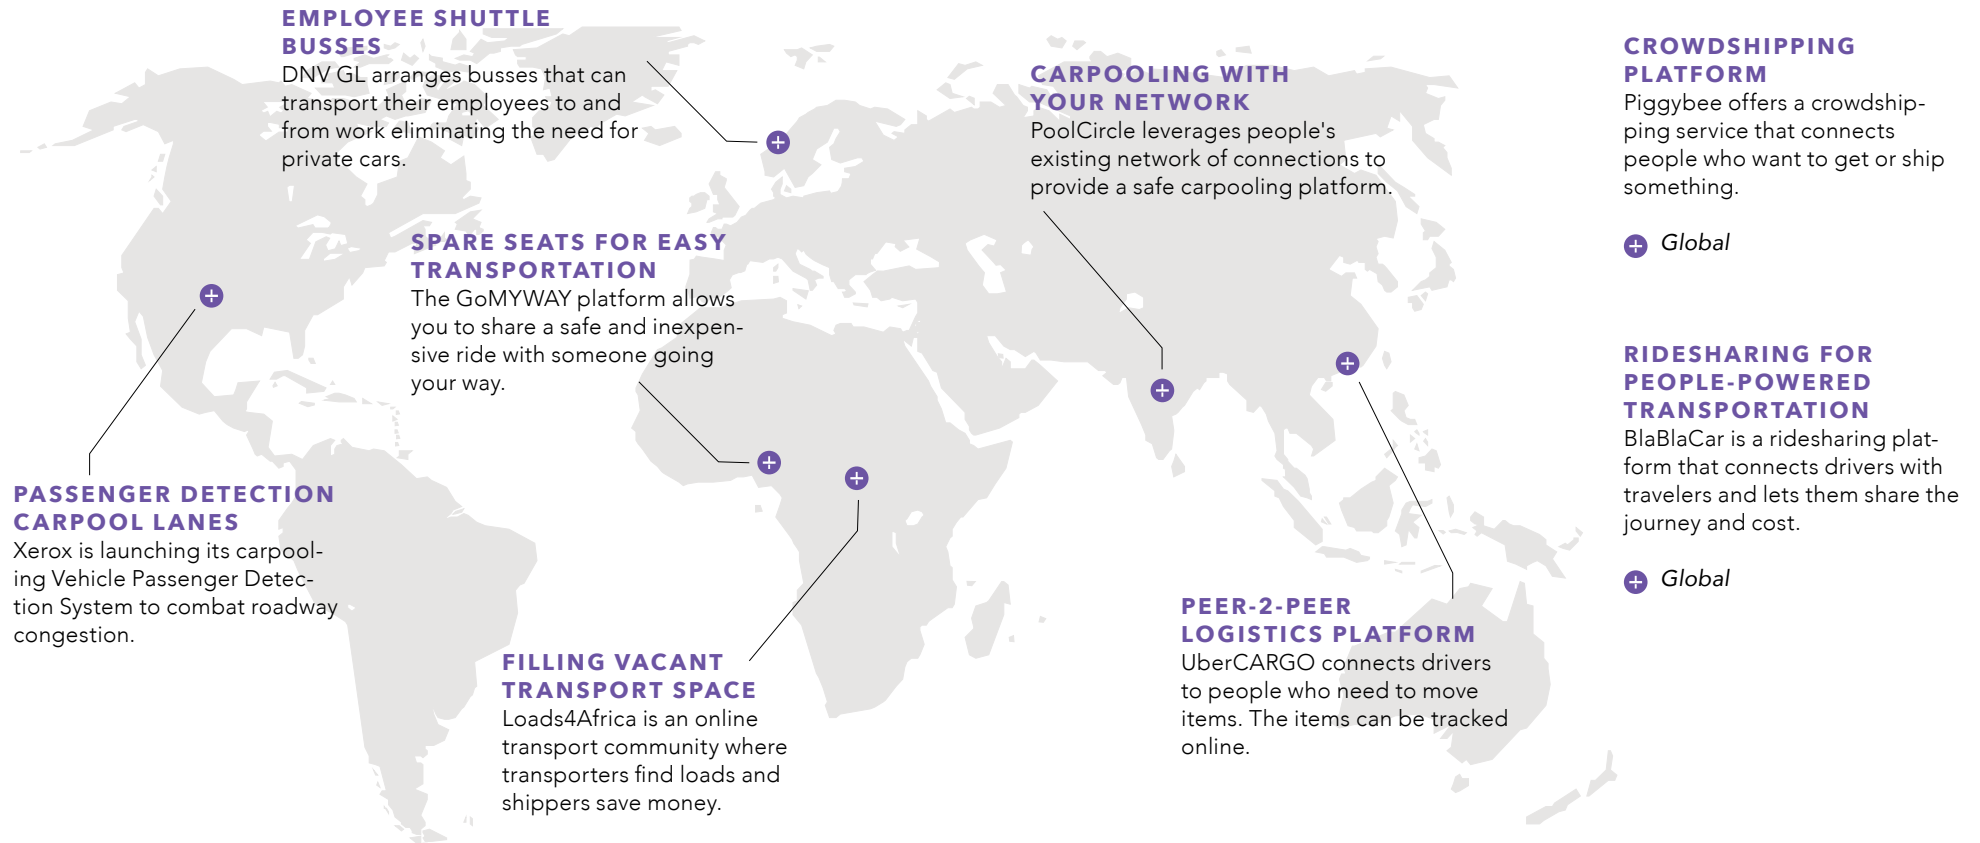 EMPLOYEE SHUTTLE
BUSSES
DNV GL arranges busses that can
transport their employees to and
from work eliminating the need for
private cars.
CARPOOLING WITH
YOUR NETWORK
PoolCircle leverages people's
existing network of connections to
provide a safe carpooling platform.
CROWDSHIPPING
PLATFORM
Piggybee offers a crowdship-
ping service that connects
people who want to get or ship
something.
Global
SPARE SEATS FOR EASY
TRANSPORTATION
The GoMYWAY platform allows
you to share a safe and inexpen-
sive ride with someone going
your way.
RIDESHARING FOR
PEOPLE-POWERED
TRANSPORTATION
BlaBlaCar is a ridesharing plat-
form that connects drivers with
travelers and lets them share the
journey and cost.
Global
PASSENGER DETECTION
CARPOOL LANES
Xerox is launching its carpool-
ing Vehicle Passenger Detec-
tion System to combat roadway
congestion.
FILLING VACANT
TRANSPORT SPACE
Loads4Africa is an online
transport community where
transporters find loads and
shippers save money.
PEER-2-PEER
LOGISTICS PLATFORM
UberCARGO connects drivers
to people who need to move
items. The items can be tracked
online.